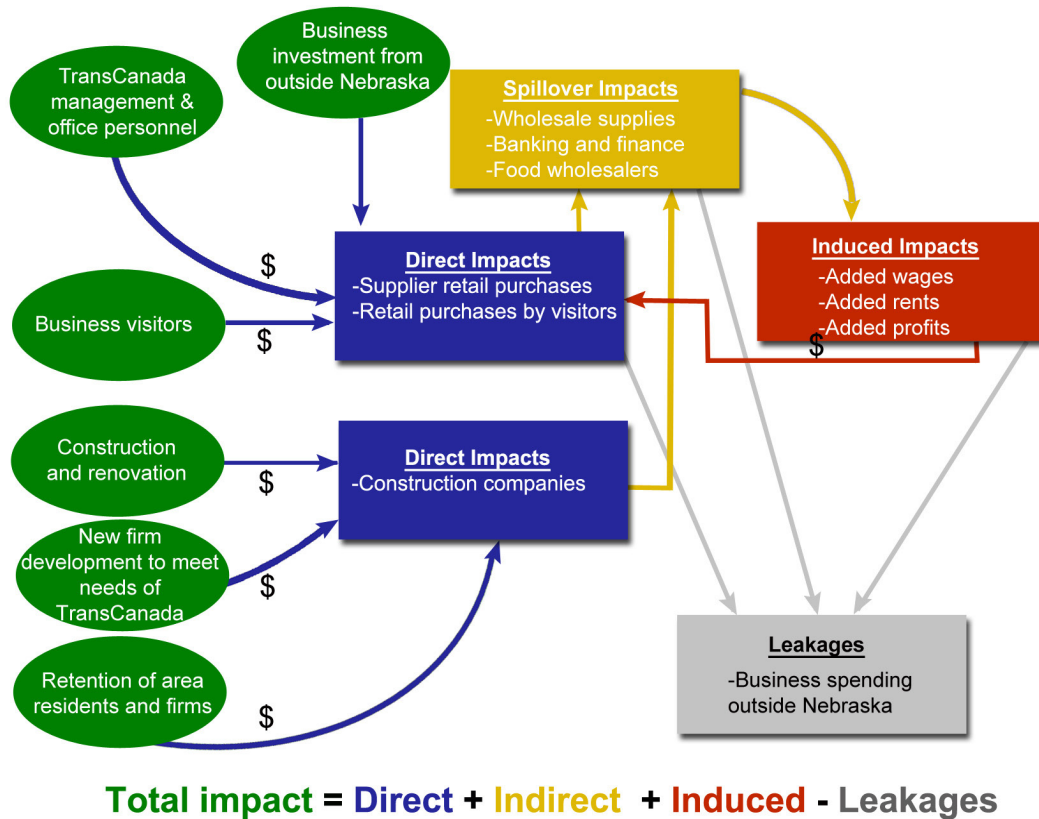 Business
investment from
outside Nebraska
TransCanada
management &
office personnel
Spillover Impacts
-Wholesale supplies
-Banking and finance
-Food wholesalers
Direct Impacts
-Supplier retail purchases
-Retail purchases by visitors
Induced Impacts
-Added wages
-Added rents
-Added profits
$
$
$
Business visitors
Construction
and renovation
$
Direct Impacts
-Construction companies
New firm
development to meet
needs of
TransCanada
$
Retention of area
residents and firms
$
Leakages
-Business spending
outside Nebraska
Total impact = Direct + Indirect + Induced - Leakages